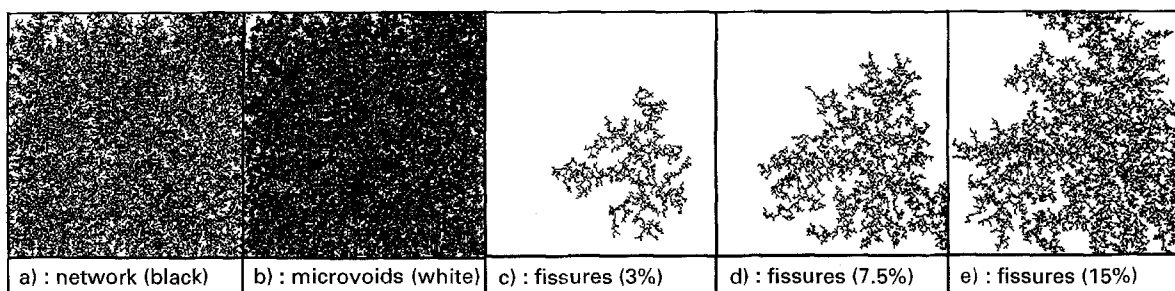 a) : network (black)
b) : microvoids (white)
c) : fissures (3%)
d) : fissures (7.5%)
e) : fissures (15%)